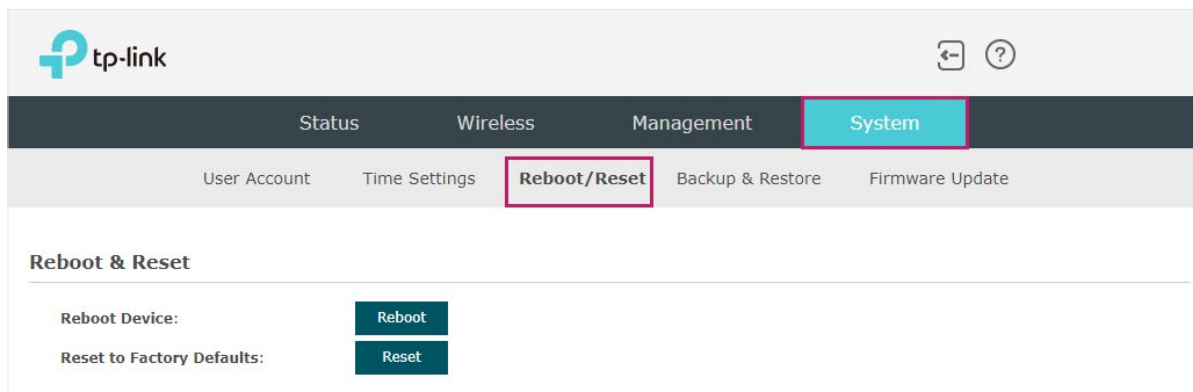 tp-link
Status Wireless Management System
User Account Time Settings Reboot/Reset Backup & Restore Firmware Update
Reboot & Reset
Reboot Device: Reboot
Reset to Factory Defaults: Reset